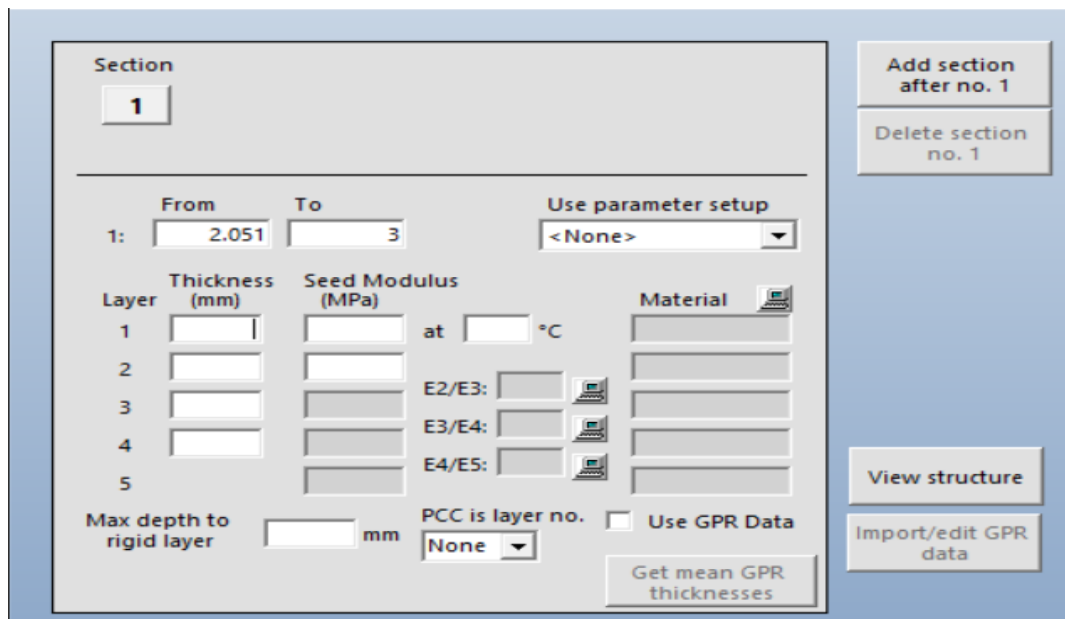 Section
1
Add section
after no. 1
Delete section
no. 1
From To Use parameter setup
1: 2.051 3 <None>
Thickness Seed Modulus
Layer (mm) (MPa) Material
1 at °C
2
E2/E3:
3
E3/E4:
4
E4/E5:
5
View structure
Max depth to
rigid layer mm
PCC is layer no.
None
Use GPR Data
Import/edit GPR
data
Get mean GPR
thicknesses